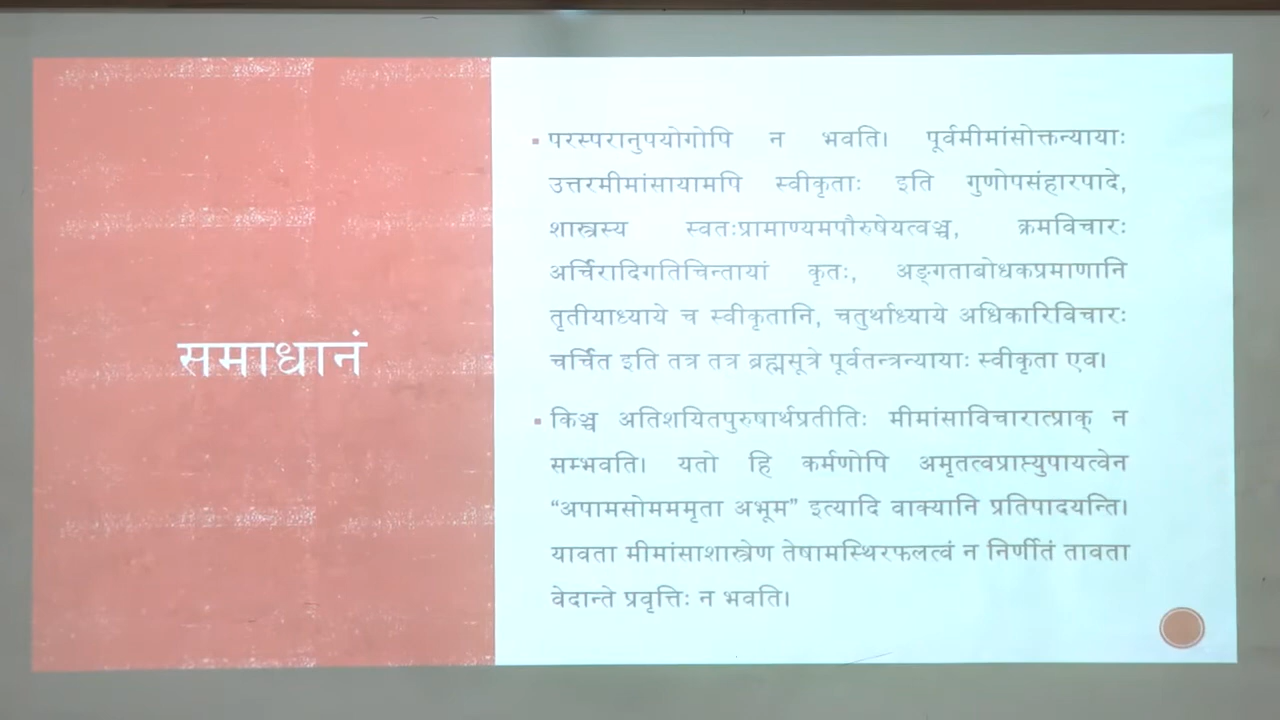 समाधानं
परस्परानुपयोगोपि न भवति। पूर्वमीमांसोक्तन्यायाः
उत्तरमीमांसायामपि स्वीकृताः इति गुणोपसंहारपादे,
शास्त्रस्य स्वतःप्रामाण्यमपौरुषेयत्वञ्च, क्रमविचारः
अर्चिरादिगतिचिन्तायां कृतः, अङ्गताबोधकप्रमाणानि
तृतीयाध्याये च स्वीकृतानि, चतुर्थाध्याये अधिकारिविचारः
चर्चित इति तत्र तत्र ब्रह्मसूत्रे पूर्वतन्त्रन्यायाः स्वीकृता एव।
किञ्च अतिशयितपुरुषार्थप्रतीतिः मीमांसाविचारात्प्राक् न
सम्भवति। यतो हि कर्मणोपि अमृतत्वप्राप्त्युपायत्वेन
“अपामसोमममृता अभूम” इत्यादि वाक्यानि प्रतिपादयन्ति।
यावता मीमांसाशास्त्रेण तेषामस्थिरफलत्वं न निर्णीतं तावता
वेदान्ते प्रवृत्तिः न भवति।